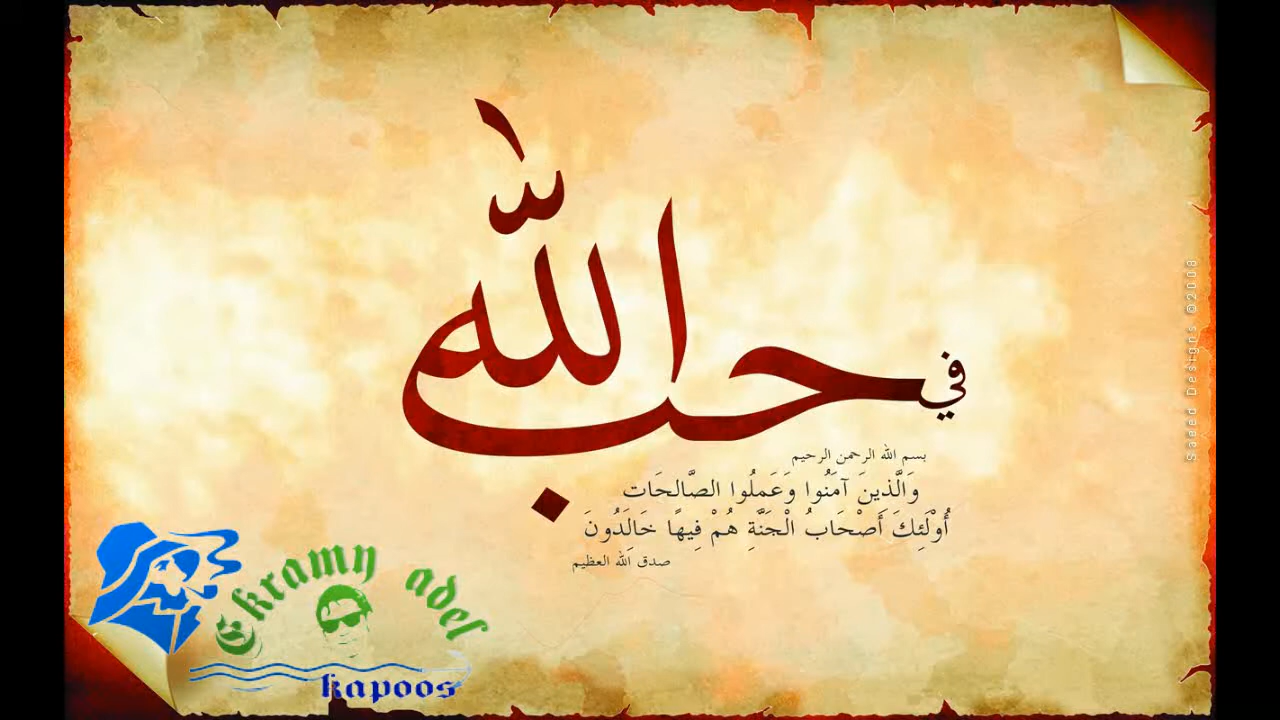 في حب الله
بسم الله الرحمن الرحيم
وَالَّذِينَ آمَنُوا وَعَمِلُوا الصَّالِحَات
أُوْلَئِكَ أَصْحَابُ الْجَنَّةِ هُمْ فِيهَا خَالِدُونَ
صدق الله العظيم
Ekramy adel
kapoos
Saeed Designs ©2008